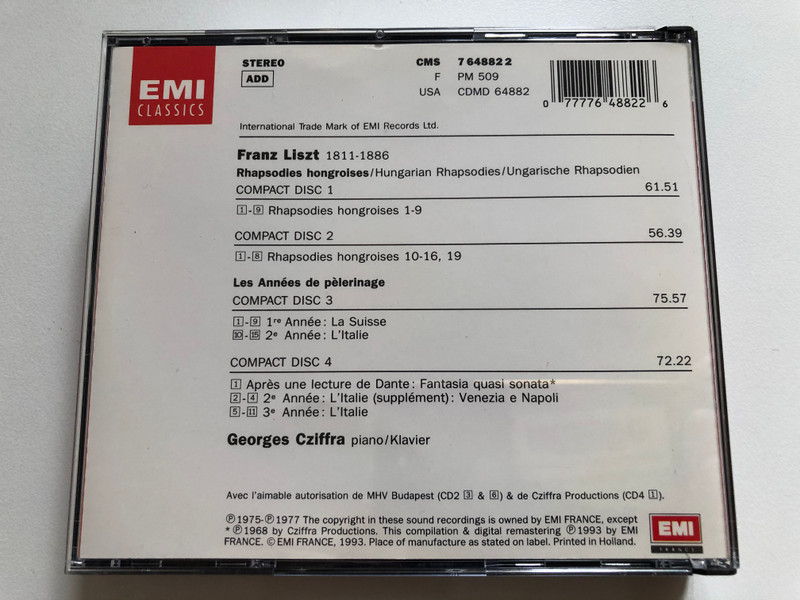 EMI
CLASSICS
STEREO
ADD
CMS 7 64882 2
F PM 509
USA CDMD 64882
0 77776 48822 6
International Trade Mark of EMI Records Ltd.
Franz Liszt 1811-1886
Rhapsodies hongroises/Hungarian Rhapsodies/Ungarische Rhapsodien
COMPACT DISC 1 61.51
1-9 Rhapsodies hongroises 1-9
COMPACT DISC 2 56.39
1-8 Rhapsodies hongroises 10-16, 19
Les Années de pèlerinage
COMPACT DISC 3 75.57
1-9 1re Année: La Suisse
10-15 2e Année: L'Italie
COMPACT DISC 4 72.22
1 Après une lecture de Dante: Fantasia quasi sonata*
2-4 2e Année: L'Italie (supplément): Venezia e Napoli
5-11 3e Année: L'Italie
Georges Cziffra piano/Klavier
Avec l'aimable autorisation de MHV Budapest (CD2 3 & 6) & de Cziffra Productions (CD4 1).
℗1975-℗1977 The copyright in these sound recordings is owned by EMI FRANCE, except
* ℗1968 by Cziffra Productions. This compilation & digital remastering ℗1993 by EMI
FRANCE. ©EMI FRANCE, 1993. Place of manufacture as stated on label. Printed in Holland.
EMI
FRANCE